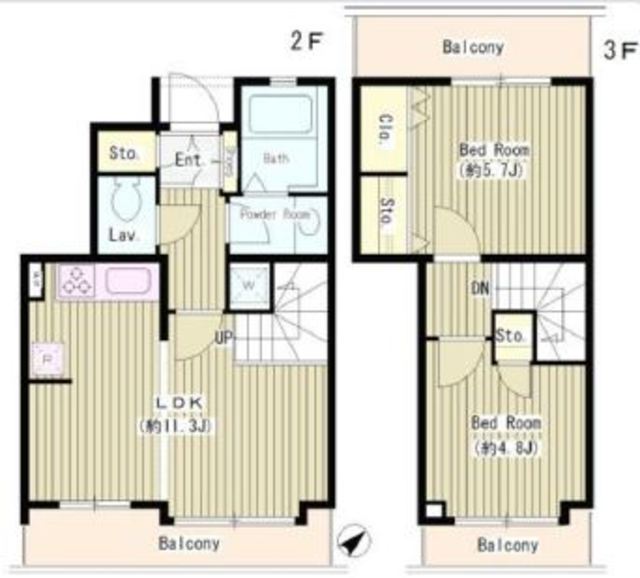 2F
Balcony
3F
Sto.
Ent.
Shoes
Bath
Lav.
Powder Room
W
UP
R
LDK
(約11.3J)
Balcony
Clo.
Bed Room
(約5.7J)
Sto.
DN
Sto.
Bed Room
(約4.8J)
Balcony